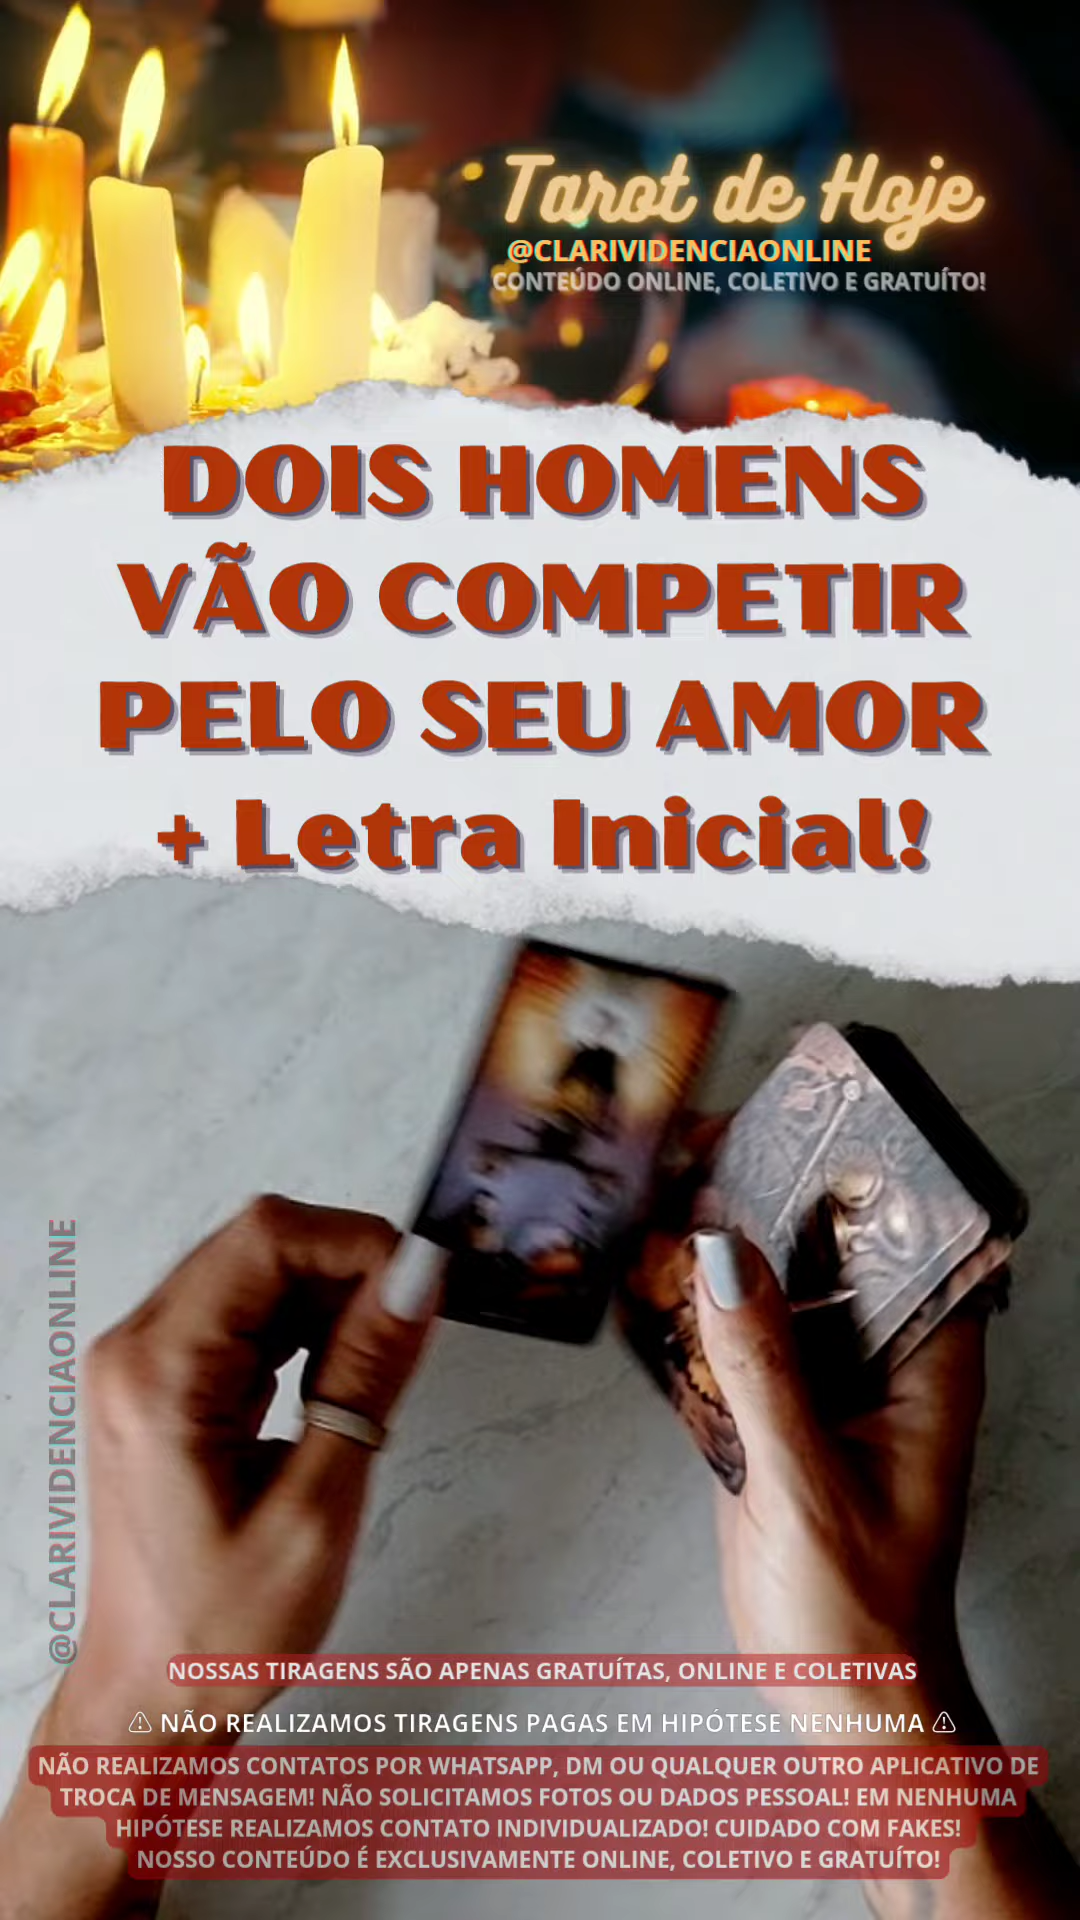 Tarot de Hoje
@CLARIVIDENCIAONLINE
CONTEÚDO ONLINE, COLETIVO E GRATUÍTO!
DOIS HOMENS
VÃO COMPETIR
PELO SEU AMOR
+ Letra Inicial!
@CLARIVIDENCIAONLINE
NOSSAS TIRAGENS SÃO APENAS GRATUÍTAS, ONLINE E COLETIVAS
⚠ NÃO REALIZAMOS TIRAGENS PAGAS EM HIPÓTESE NENHUMA ⚠
NÃO REALIZAMOS CONTATOS POR WHATSAPP, DM OU QUALQUER OUTRO APLICATIVO DE
TROCA DE MENSAGEM! NÃO SOLICITAMOS FOTOS OU DADOS PESSOAL! EM NENHUMA
HIPÓTESE REALIZAMOS CONTATO INDIVIDUALIZADO! CUIDADO COM FAKES!
NOSSO CONTEÚDO É EXCLUSIVAMENTE ONLINE, COLETIVO E GRATUÍTO!